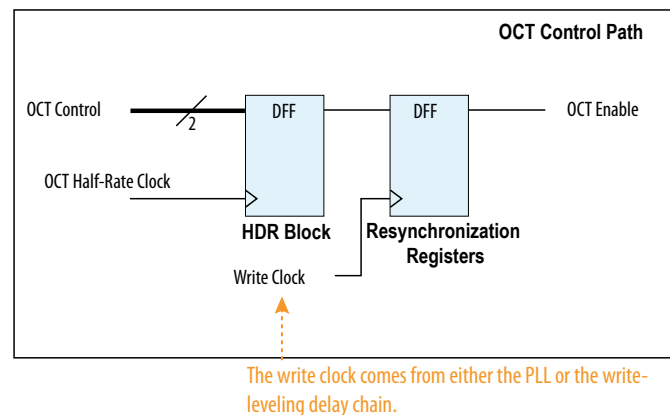 OCT Control Path
OCT Control
2
DFF
DFF
OCT Enable
OCT Half-Rate Clock
HDR Block
Resynchronization
Registers
Write Clock
The write clock comes from either the PLL or the write-
leveling delay chain.